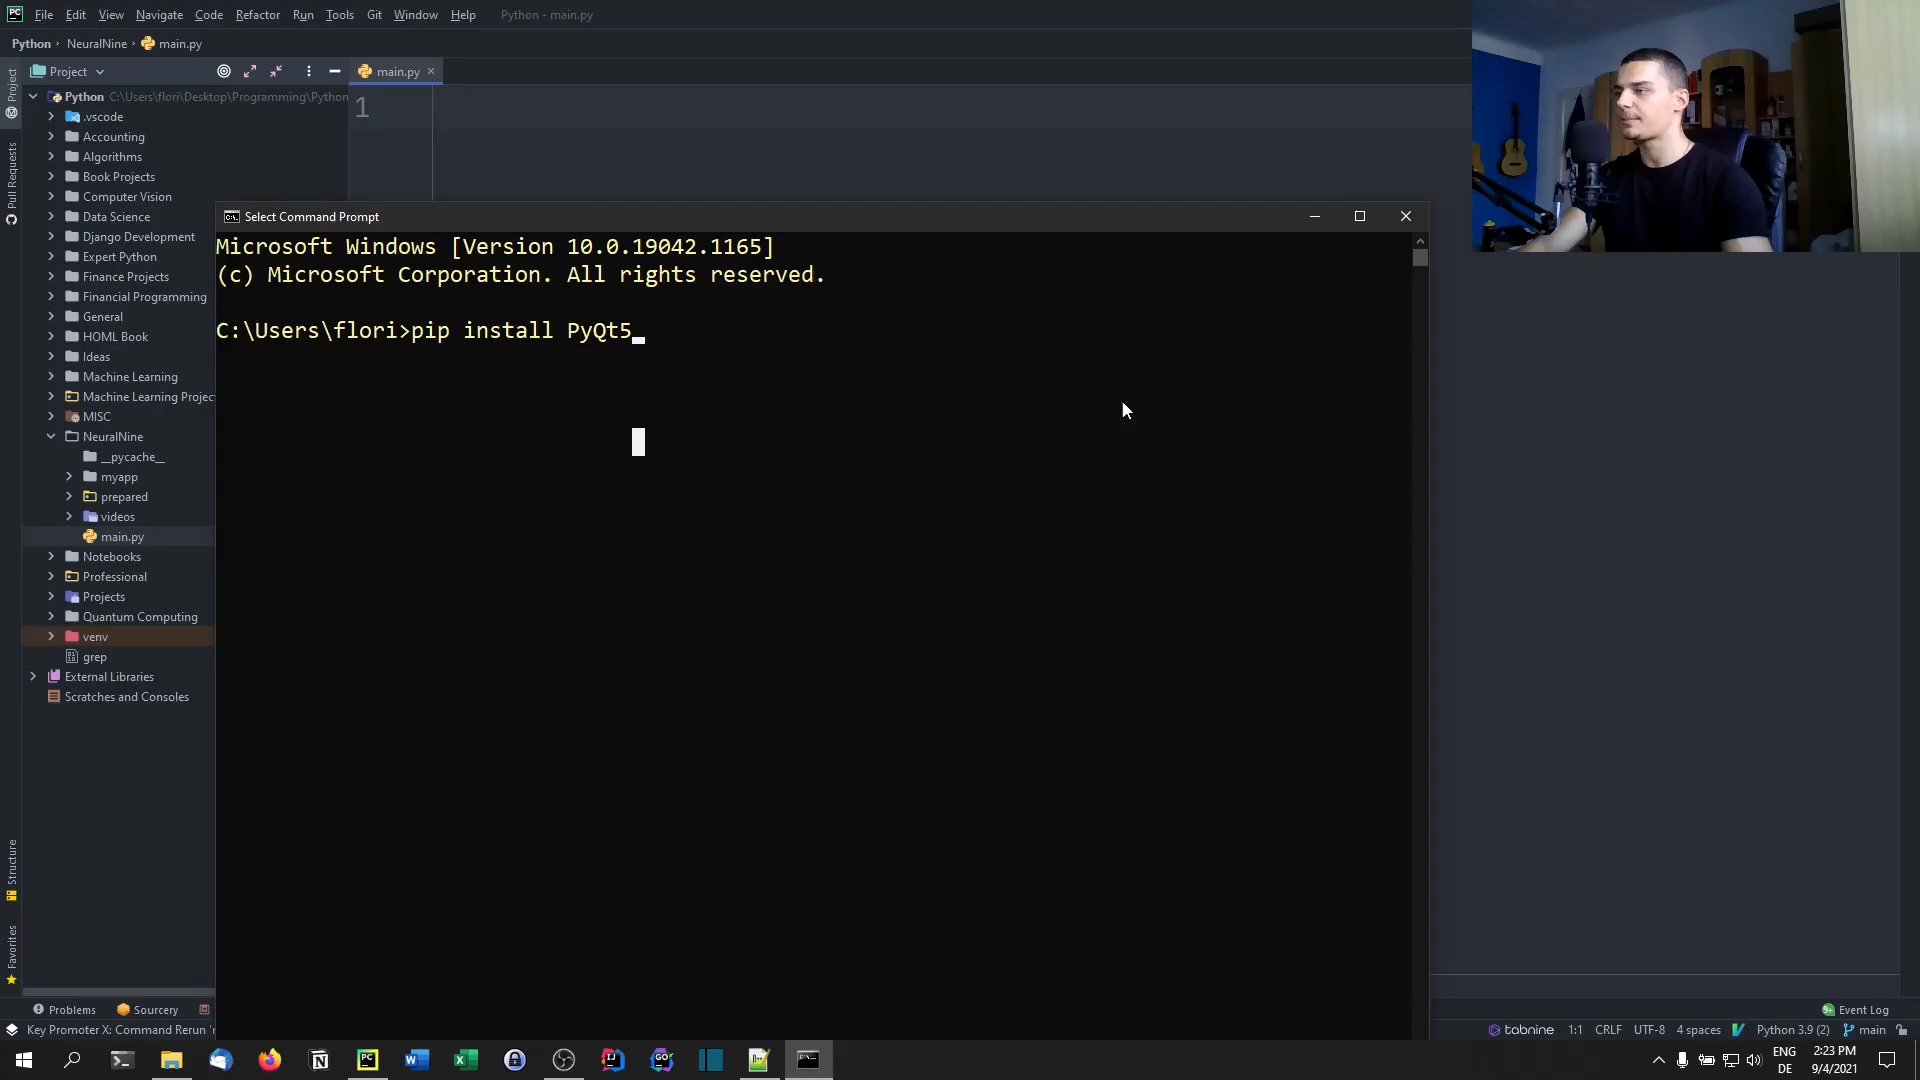 File Edit View Navigate Code Refactor Run Tools Git Window Help Python - main.py
Python NeuralNine main.py
Project
main.py
Project
Pull Requests
Structure
Favorites
Python C:\Users\flori\Desktop\Programming\Python
.vscode
Accounting
Algorithms
Book Projects
Computer Vision
Data Science
Django Development
Expert Python
Finance Projects
Financial Programming
General
HOML Book
Ideas
Machine Learning
Machine Learning Projec
MISC
NeuralNine
__pycache__
myapp
prepared
videos
main.py
Notebooks
Professional
Projects
Quantum Computing
venv
grep
External Libraries
Scratches and Consoles
1
Select Command Prompt
Microsoft Windows [Version 10.0.19042.1165]
(c) Microsoft Corporation. All rights reserved.
C:\Users\flori>pip install PyQt5
Problems Sourcery
Event Log
Key Promoter X: Command Rerun 'r
tabnine 1:1 CRLF UTF-8 4 spaces Python 3.9 (2) main
ENG
DE
2:23 PM
9/4/2021